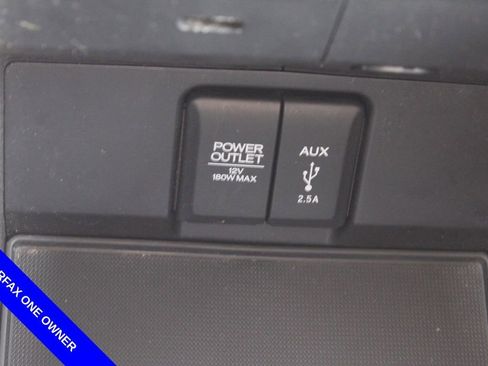 POWER
OUTLET
12V
180W MAX
AUX
2.5A
RFAX ONE OWNER